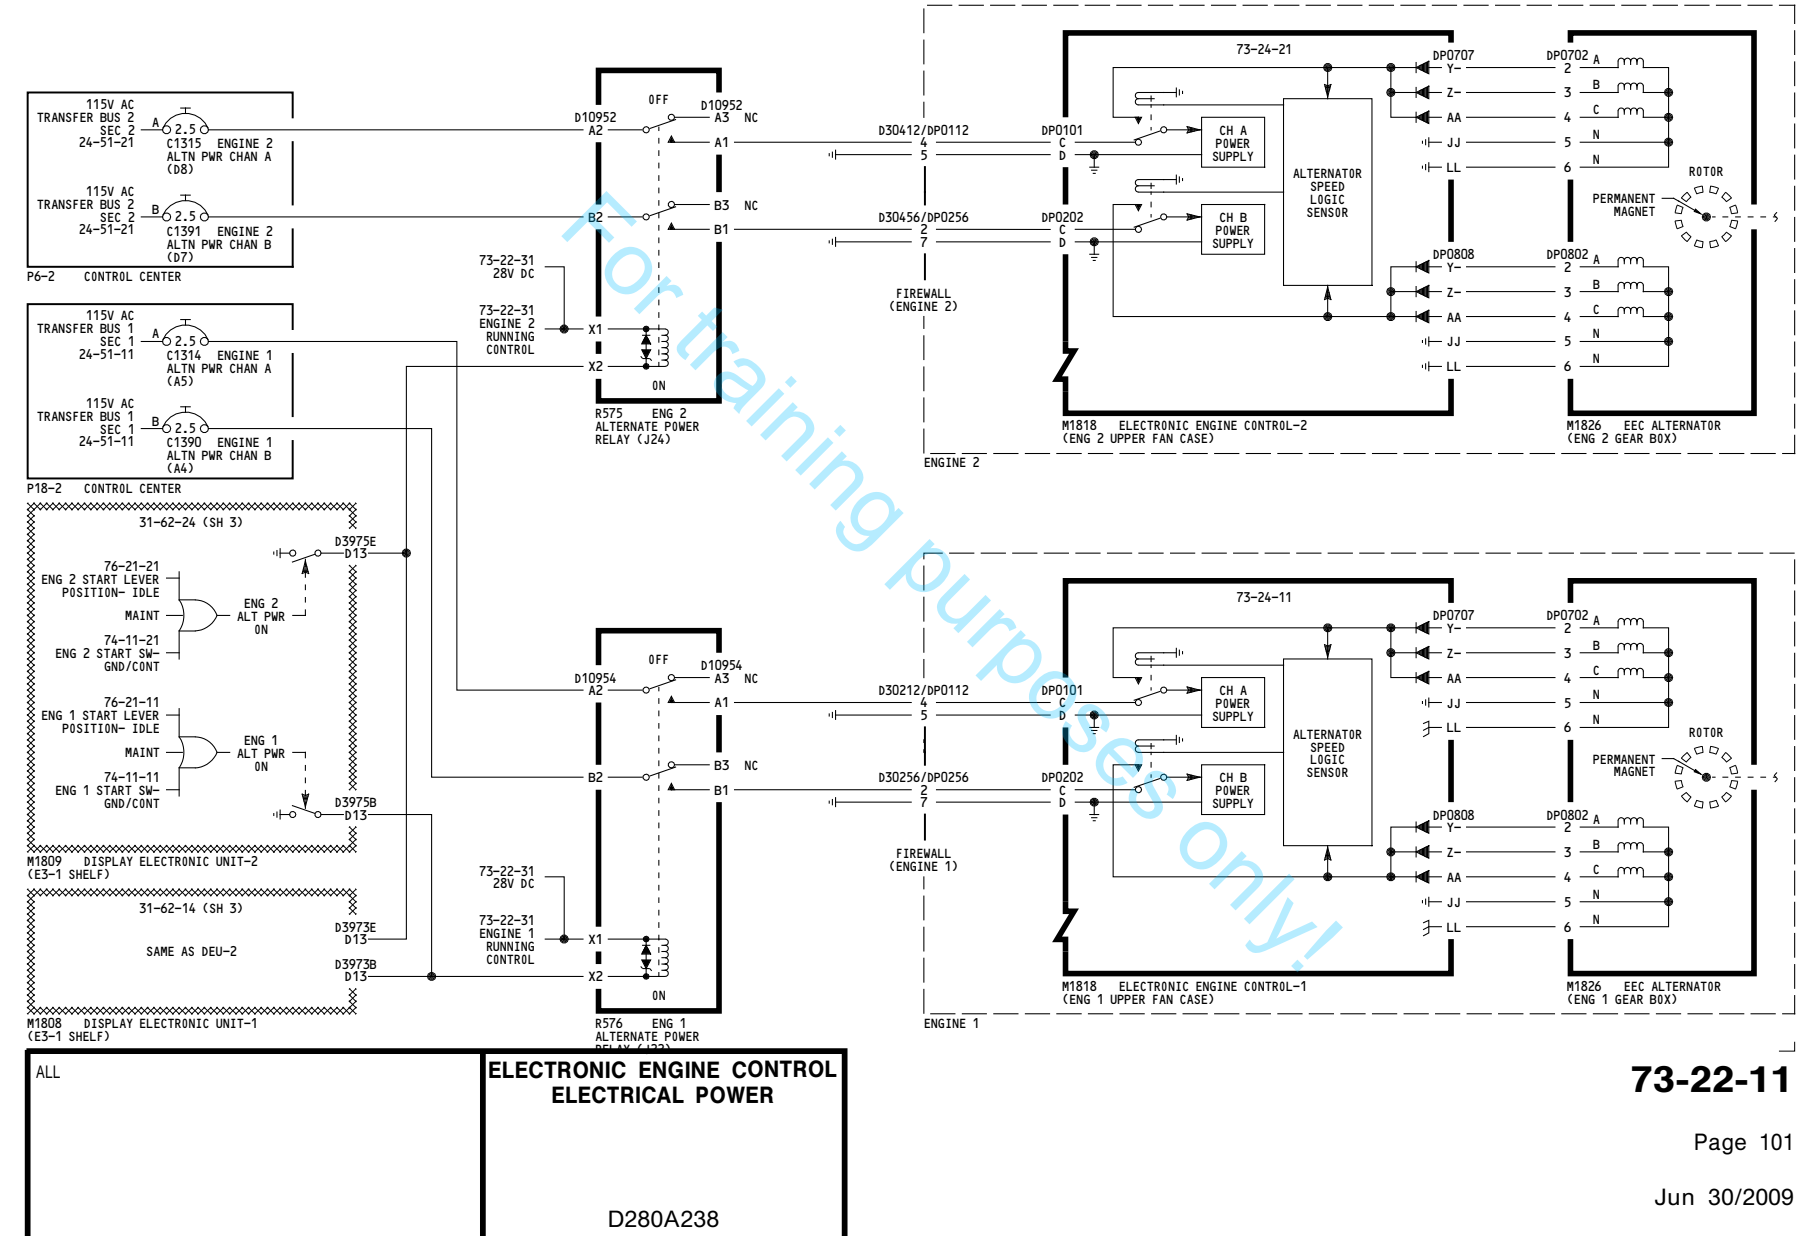 115V AC
TRANSFER BUS 2
SEC 2
24-51-21
A
2.5
C1315 ENGINE 2
ALTN PWR CHAN A
(D8)
115V AC
TRANSFER BUS 2
SEC 2
24-51-21
B
2.5
C1391 ENGINE 2
ALTN PWR CHAN B
(D7)
P6-2 CONTROL CENTER
115V AC
TRANSFER BUS 1
SEC 1
24-51-11
A
2.5
C1314 ENGINE 1
ALTN PWR CHAN A
(A5)
115V AC
TRANSFER BUS 1
SEC 1
24-51-11
B
2.5
C1390 ENGINE 1
ALTN PWR CHAN B
(A4)
P18-2 CONTROL CENTER
31-62-24 (SH 3)
D3975E
D13
76-21-21
ENG 2 START LEVER
POSITION- IDLE
MAINT
74-11-21
ENG 2 START SW-
GND/CONT
ENG 2
ALT PWR
ON
76-21-11
ENG 1 START LEVER
POSITION- IDLE
MAINT
74-11-11
ENG 1 START SW-
GND/CONT
ENG 1
ALT PWR
ON
D3975B
D13
M1809 DISPLAY ELECTRONIC UNIT-2
(E3-1 SHELF)
31-62-14 (SH 3)
SAME AS DEU-2
D3973E
D13
D3973B
D13
M1808 DISPLAY ELECTRONIC UNIT-1
(E3-1 SHELF)
OFF
D10952
A2
D10952
A3 NC
A1
B2
B3 NC
B1
73-22-31
28V DC
73-22-31
ENGINE 2
RUNNING
CONTROL
X1
X2
ON
R575 ENG 2
ALTERNATE POWER
RELAY (J24)
OFF
D10954
A2
D10954
A3 NC
A1
B2
B3 NC
B1
73-22-31
28V DC
73-22-31
ENGINE 1
RUNNING
CONTROL
X1
X2
ON
R576 ENG 1
ALTERNATE POWER
RELAY (J22)
D30412/DP0112
4
5
D30456/DP0256
2
7
FIREWALL
(ENGINE 2)
DP0101
C
D
DP0202
C
D
73-24-21
CH A
POWER
SUPPLY
CH B
POWER
SUPPLY
ALTERNATOR
SPEED
LOGIC
SENSOR
DP0707
Y-
Z-
AA
JJ
LL
DP0808
Y-
Z-
AA
JJ
LL
DP0702
2 A
3 B
4 C
5 N
6 N
DP0802
2 A
3 B
4 C
5 N
6 N
ROTOR
PERMANENT
MAGNET
M1818 ELECTRONIC ENGINE CONTROL-2
(ENG 2 UPPER FAN CASE)
M1826 EEC ALTERNATOR
(ENG 2 GEAR BOX)
ENGINE 2
D30212/DP0112
4
5
D30256/DP0256
2
7
FIREWALL
(ENGINE 1)
DP0101
C
D
DP0202
C
D
73-24-11
CH A
POWER
SUPPLY
CH B
POWER
SUPPLY
ALTERNATOR
SPEED
LOGIC
SENSOR
DP0707
Y-
Z-
AA
JJ
LL
DP0808
Y-
Z-
AA
JJ
LL
DP0702
2 A
3 B
4 C
5 N
6 N
DP0802
2 A
3 B
4 C
5 N
6 N
ROTOR
PERMANENT
MAGNET
M1818 ELECTRONIC ENGINE CONTROL-1
(ENG 1 UPPER FAN CASE)
M1826 EEC ALTERNATOR
(ENG 1 GEAR BOX)
ENGINE 1
For training purposes only!
ALL
ELECTRONIC ENGINE CONTROL
ELECTRICAL POWER
D280A238
73-22-11
Page 101
Jun 30/2009